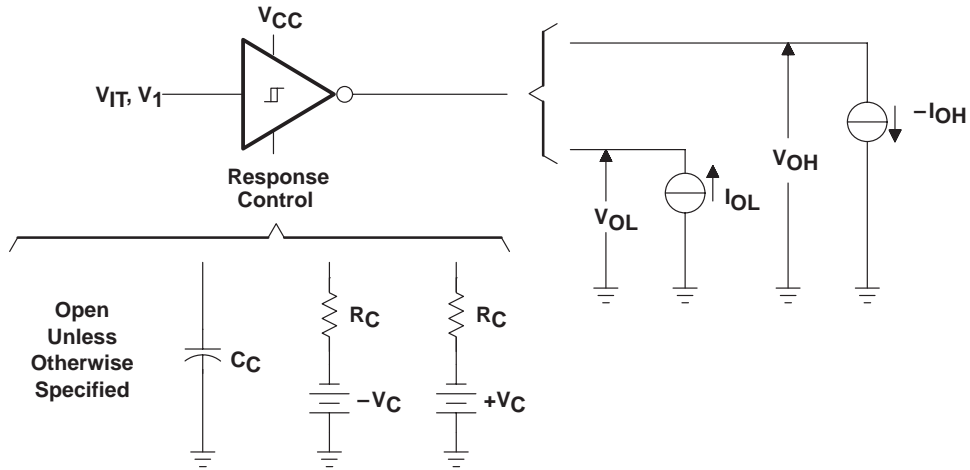 VCC
VIT, V1
–IOH
VOH
IOL
VOL
Response
Control
Open
Unless
Otherwise
Specified
CC
RC
–VC
RC
+VC